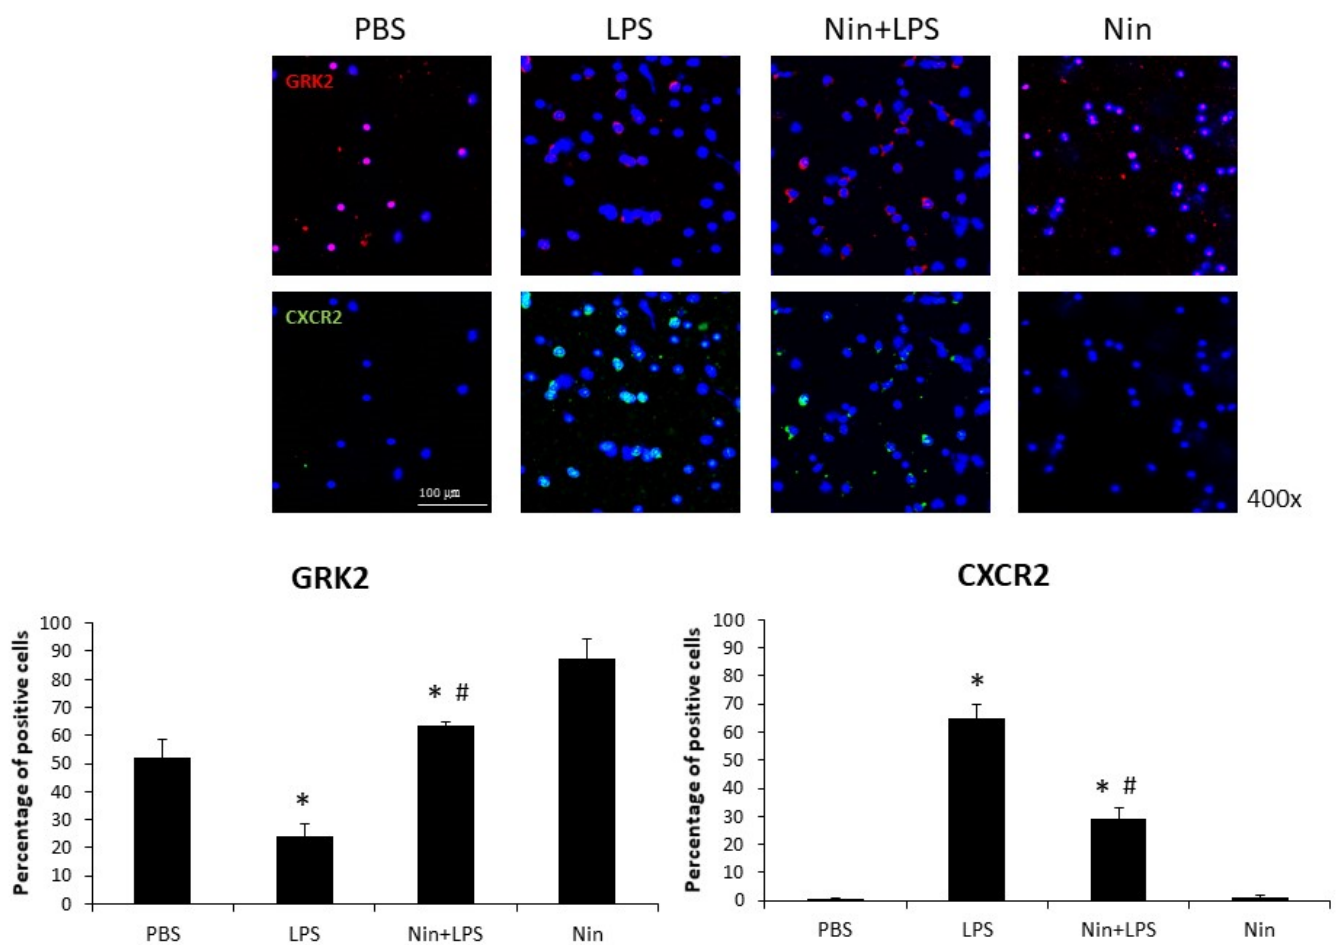 PBS LPS Nin+LPS Nin
GRK2
CXCR2
100 µm
400x
GRK2
Percentage of positive cells
100
90
80
70
60
50
40
30
20
10
0
* 
*
#
PBS LPS Nin+LPS Nin
CXCR2
Percentage of positive cells
100
90
80
70
60
50
40
30
20
10
0
*
* #
PBS LPS Nin+LPS Nin